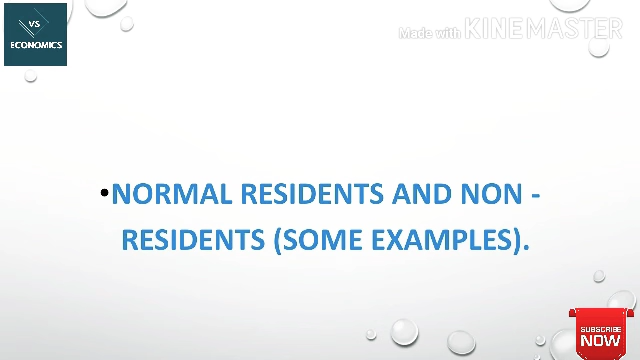 VS
ECONOMICS
Made with KINEMASTER
•NORMAL RESIDENTS AND NON -
RESIDENTS (SOME EXAMPLES).
SUBSCRIBE
NOW